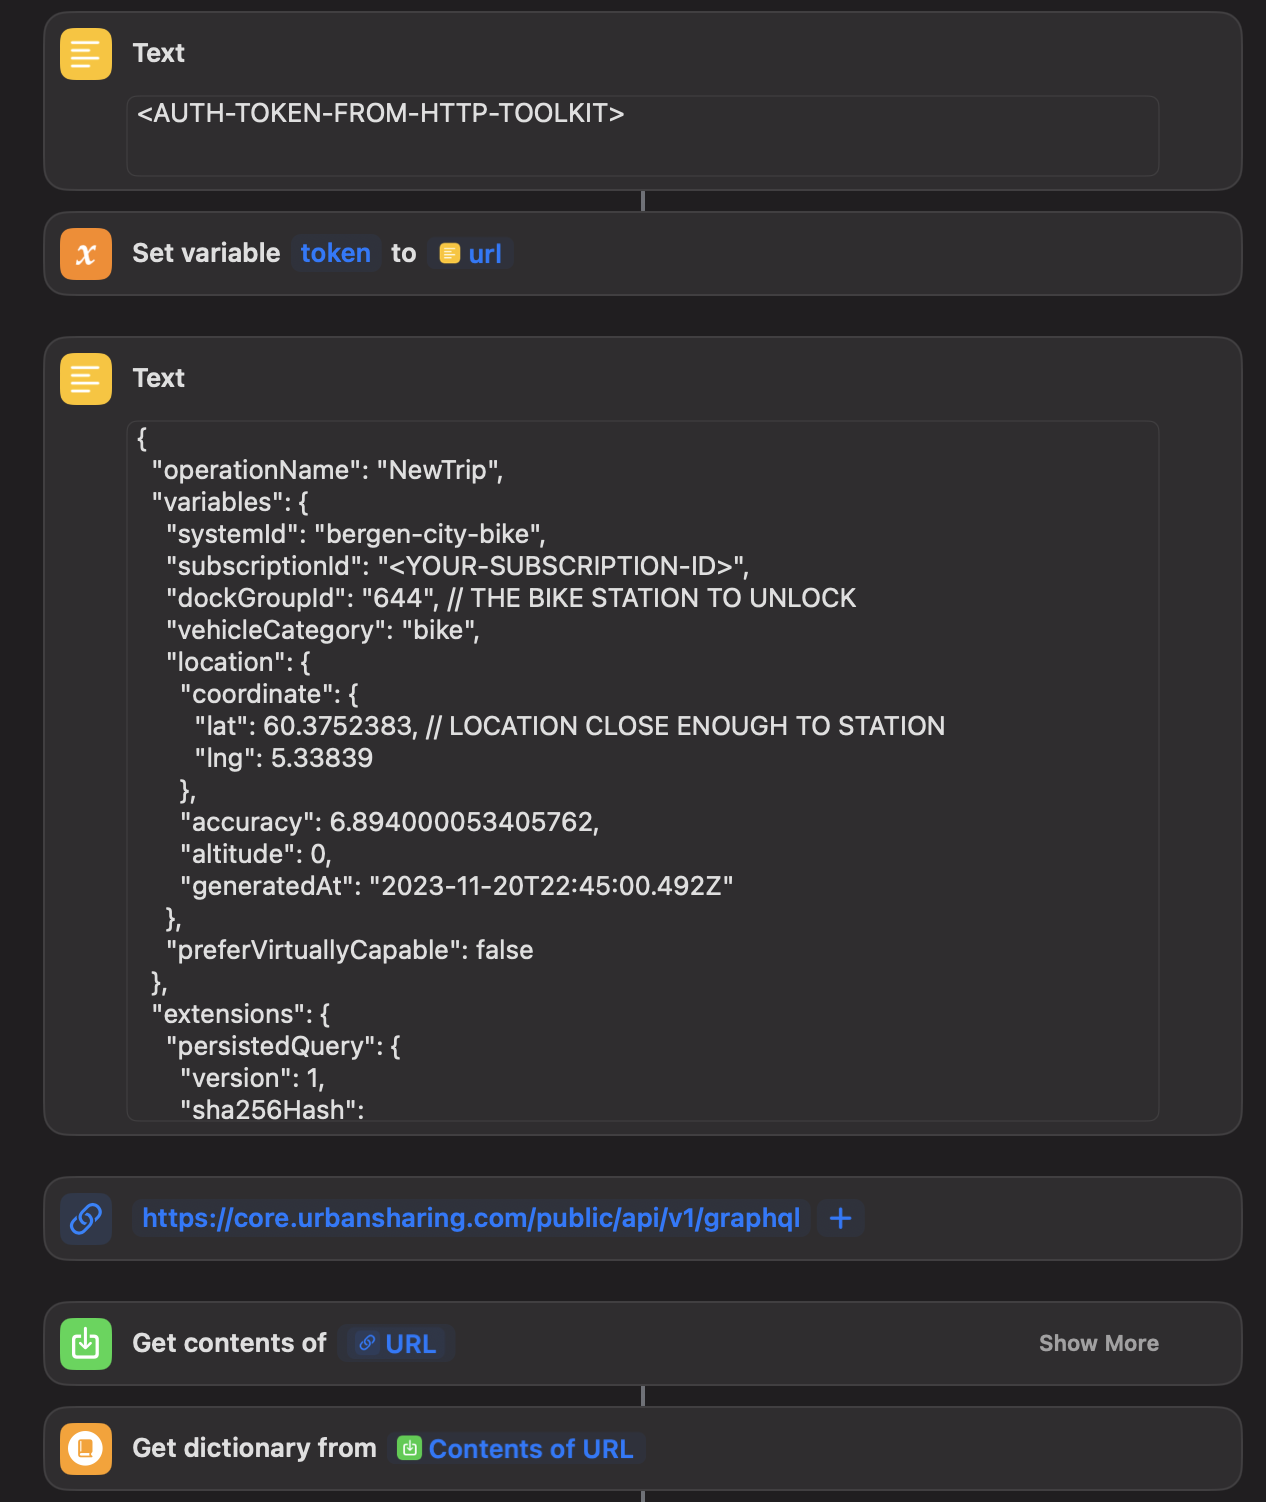 Text
<AUTH-TOKEN-FROM-HTTP-TOOLKIT>
Set variable token to url
Text
{
"operationName": "NewTrip",
"variables": {
"systemId": "bergen-city-bike",
"subscriptionId": "<YOUR-SUBSCRIPTION-ID>",
"dockGroupId": "644", // THE BIKE STATION TO UNLOCK
"vehicleCategory": "bike",
"location": {
"coordinate": {
"lat": 60.3752383, // LOCATION CLOSE ENOUGH TO STATION
"lng": 5.33839
},
"accuracy": 6.894000053405762,
"altitude": 0,
"generatedAt": "2023-11-20T22:45:00.492Z"
},
"preferVirtuallyCapable": false
},
"extensions": {
"persistedQuery": {
"version": 1,
"sha256Hash":
https://core.urbansharing.com/public/api/v1/graphql +
Get contents of URL Show More
Get dictionary from Contents of URL